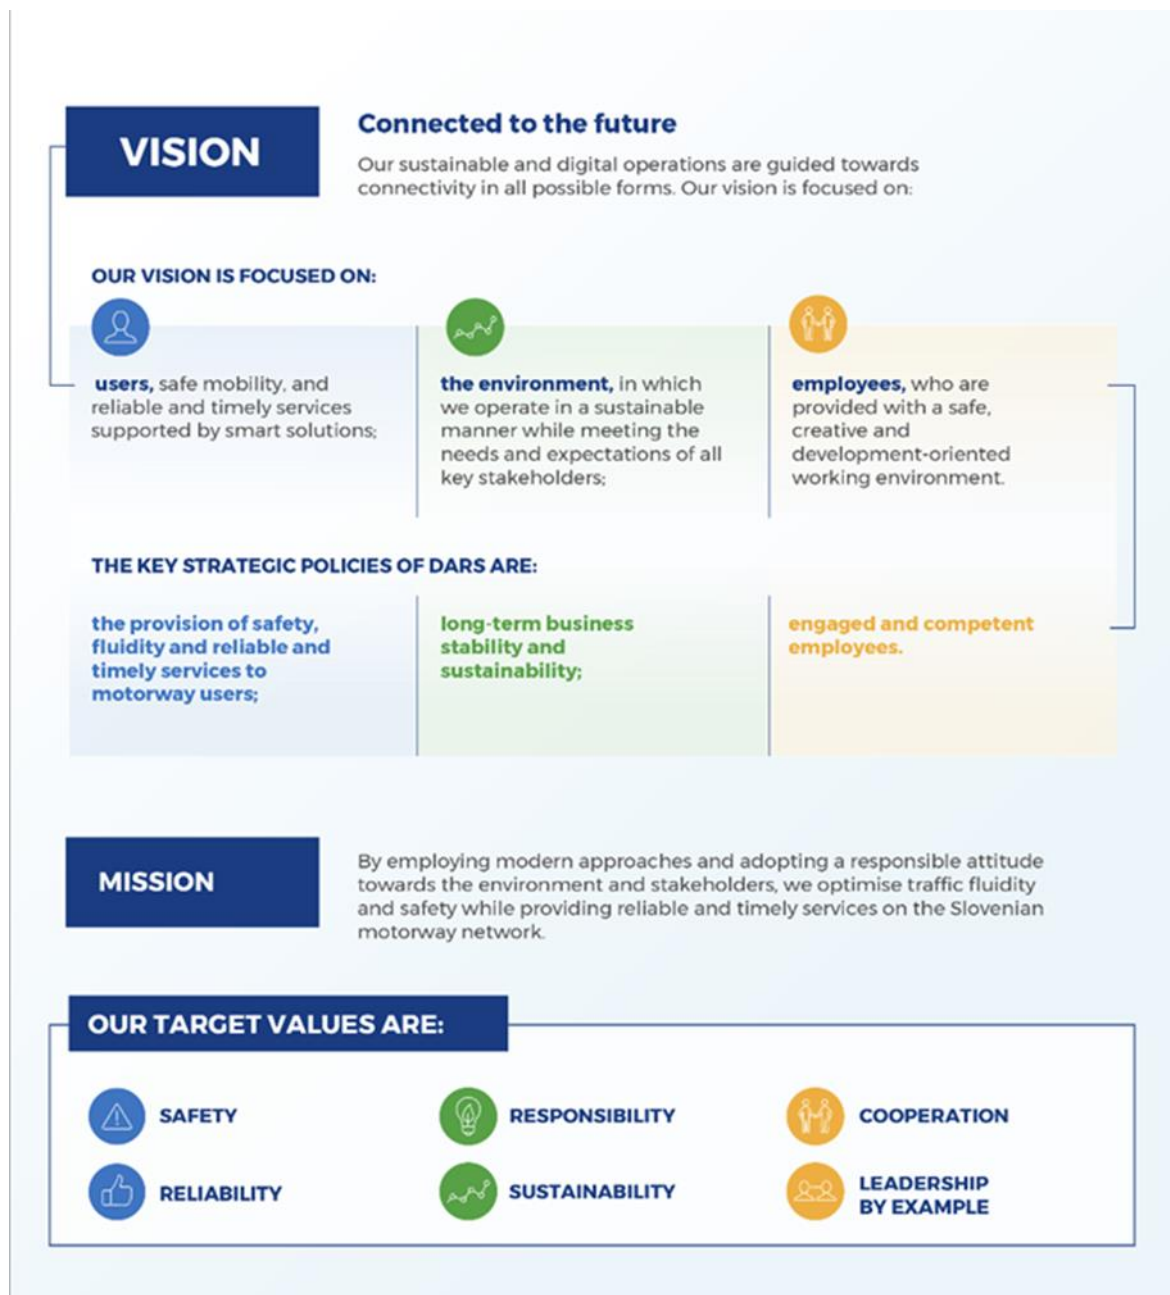 VISION
Connected to the future
Our sustainable and digital operations are guided towards
connectivity in all possible forms. Our vision is focused on:
OUR VISION IS FOCUSED ON:
users, safe mobility, and
reliable and timely services
supported by smart solutions;
the environment, in which
we operate in a sustainable
manner while meeting the
needs and expectations of all
key stakeholders;
employees, who are
provided with a safe,
creative and
development-oriented
working environment.
THE KEY STRATEGIC POLICIES OF DARS ARE:
the provision of safety,
fluidity and reliable and
timely services to
motorway users;
long-term business
stability and
sustainability;
engaged and competent
employees.
MISSION
By employing modern approaches and adopting a responsible attitude
towards the environment and stakeholders, we optimise traffic fluidity
and safety while providing reliable and timely services on the Slovenian
motorway network.
OUR TARGET VALUES ARE:
SAFETY
RESPONSIBILITY
COOPERATION
RELIABILITY
SUSTAINABILITY
LEADERSHIP
BY EXAMPLE